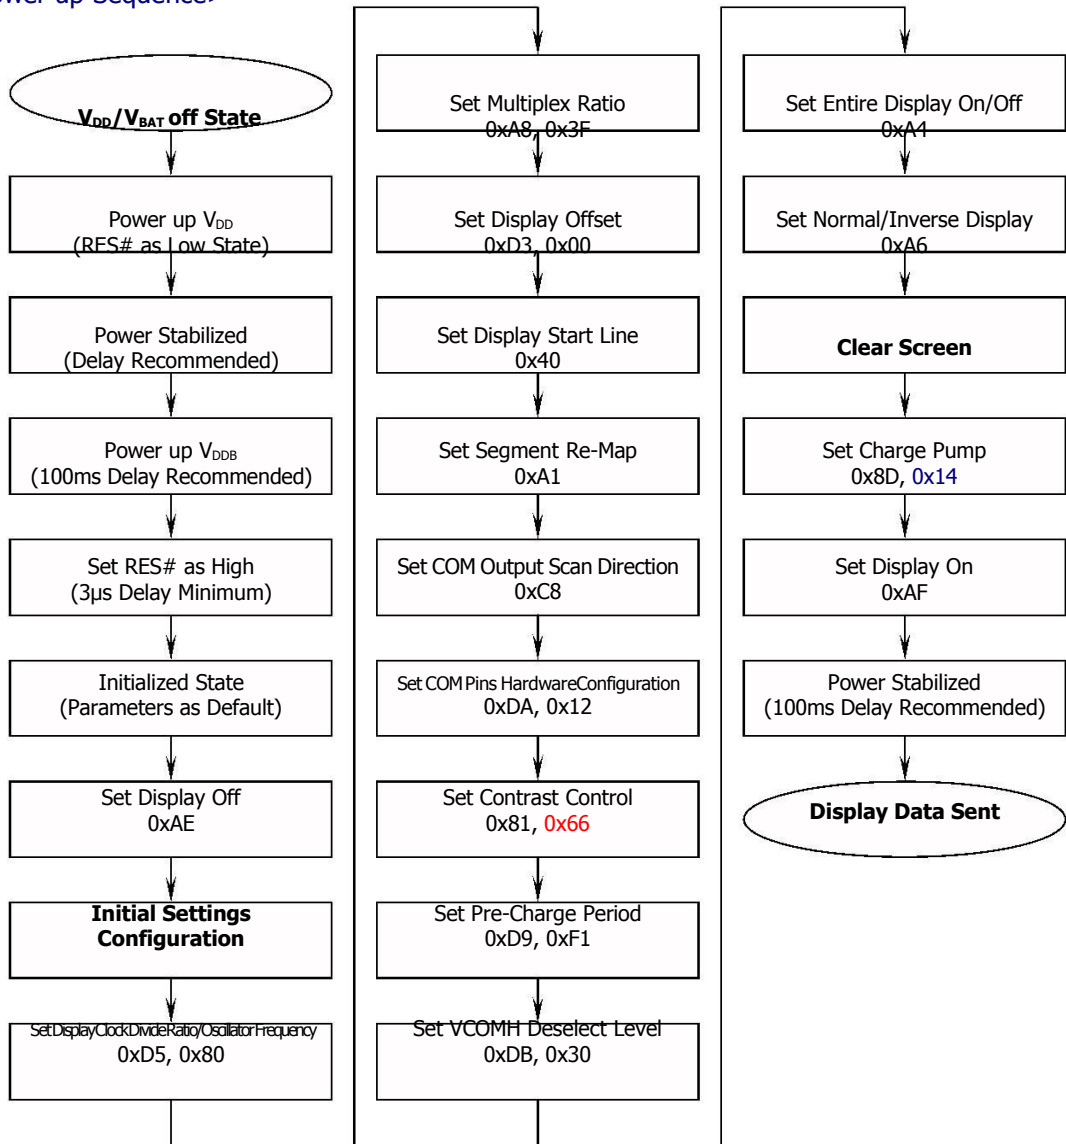 ower up Sequence>
V_DD/V_BAT off State
Power up V_DD
(RES# as Low State)
Power Stabilized
(Delay Recommended)
Power up V_DDB
(100ms Delay Recommended)
Set RES# as High
(3μs Delay Minimum)
Initialized State
(Parameters as Default)
Set Display Off
0xAE
Initial Settings
Configuration
Set Display Clock Divide Ratio/Oscillator Frequency
0xD5, 0x80
Set Multiplex Ratio
0xA8, 0x3F
Set Display Offset
0xD3, 0x00
Set Display Start Line
0x40
Set Segment Re-Map
0xA1
Set COM Output Scan Direction
0xC8
Set COM Pins Hardware Configuration
0xDA, 0x12
Set Contrast Control
0x81, 0x66
Set Pre-Charge Period
0xD9, 0xF1
Set VCOMH Deselect Level
0xDB, 0x30
Set Entire Display On/Off
0xA4
Set Normal/Inverse Display
0xA6
Clear Screen
Set Charge Pump
0x8D, 0x14
Set Display On
0xAF
Power Stabilized
(100ms Delay Recommended)
Display Data Sent